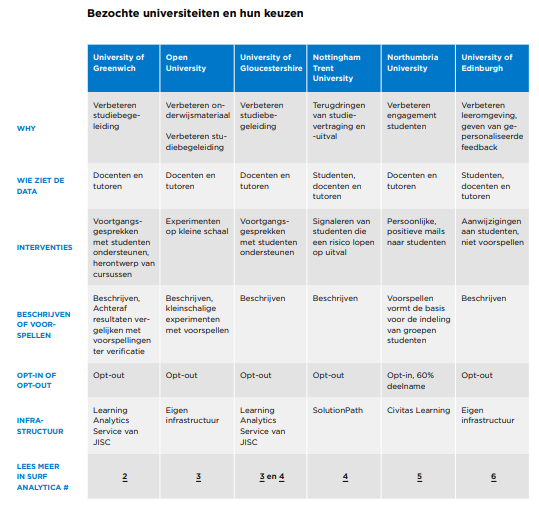 Bezochte universiteiten en hun keuzen
University of
Greenwich
Open
University
University of
Gloucestershire
Nottingham
Trent
University
Northumbria
University
University of
Edinburgh
WHY
Verbeteren
studiebege-
leiding
Verbeteren on-
derwijsmateriaal
Verbeteren stu-
diebegeleiding
Verbeteren
studiebe-
geleiding
Terugdringen
van studie-
vertraging en
-uitval
Verbeteren
engagement
studenten
Verbeteren
leeromgeving,
geven van ge-
personaliseerde
feedback
WIE ZIET DE
DATA
Docenten en
tutoren
Docenten en
tutoren
Docenten en
tutoren
Studenten,
docenten en
tutoren
Docenten en
tutoren
Studenten,
docenten en
tutoren
INTERVENTIES
Voortgangs-
gesprekken
met studenten
ondersteunen,
herontwerp van
cursussen
Experimenten
op kleine schaal
Voortgangs-
gesprekken
met studenten
ondersteunen
Signaleren van
studenten die
een risico lopen
op uitval
Persoonlijke,
positieve mails
naar studenten
Aanwijzigingen
aan studenten,
niet voorspellen
BESCHRIJVEN
OF VOOR-
SPELLEN
Beschrijven,
Achteraf
resultaten ver-
gelijken met
voorspellingen
ter verificatie
Beschrijven,
kleinschalige
experimenten
met voorspellen
Beschrijven
Beschrijven
Voorspellen
vormt de basis
voor de indeling
van groepen
studenten
Beschrijven
OPT-IN OF
OPT-OUT
Opt-out
Opt-out
Opt-out
Opt-out
Opt-in, 60%
deelname
Opt-out
INFRA-
STRUCTUUR
Learning
Analytics
Service van
JISC
Eigen
infrastructuur
Learning
Analytics
Service van
JISC
SolutionPath
Civitas Learning
Eigen
infrastructuur
LEES MEER
IN SURF
ANALYTICA #
2
3
3 en 4
4
5
6